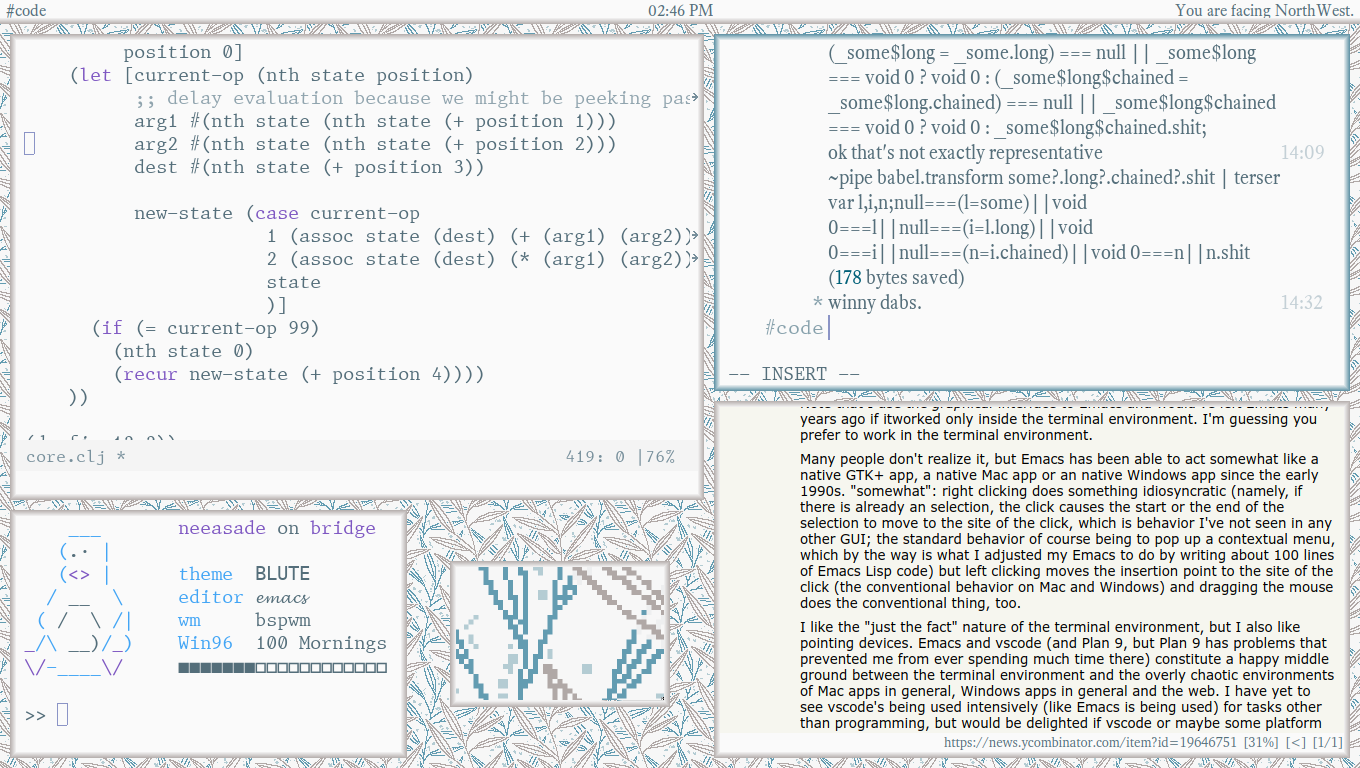 #code
02:46 PM
You are facing NorthWest.
position 0]
(let [current-op (nth state position)
;; delay evaluation because we might be peeking pas
arg1 #(nth state (nth state (+ position 1)))
arg2 #(nth state (nth state (+ position 2)))
dest #(nth state (+ position 3))
new-state (case current-op
1 (assoc state (dest) (+ (arg1) (arg2))
2 (assoc state (dest) (* (arg1) (arg2))
state
)]
(if (= current-op 99)
(nth state 0)
(recur new-state (+ position 4))))
))
core.clj *
419: 0 |76%
(_some$long = _some.long) === null || _some$long
=== void 0 ? void 0 : (_some$long$chained =
_some$long.chained) === null || _some$long$chained
=== void 0 ? void 0 : _some$long$chained.shit;
ok that's not exactly representative 14:09
~pipe babel.transform some?.long?.chained?.shit | terser
var l,i,n;null===(l=some)||void
0===l||null===(i=l.long)||void
0===i||null===(n=i.chained)||void 0===n||n.shit
(178 bytes saved)
* winny dabs. 14:32
#code
-- INSERT --
years ago if itworked only inside the terminal environment. I'm guessing you
prefer to work in the terminal environment.
Many people don't realize it, but Emacs has been able to act somewhat like a
native GTK+ app, a native Mac app or an native Windows app since the early
1990s. "somewhat": right clicking does something idiosyncratic (namely, if
there is already an selection, the click causes the start or the end of the
selection to move to the site of the click, which is behavior I've not seen in any
other GUI; the standard behavior of course being to pop up a contextual menu,
which by the way is what I adjusted my Emacs to do by writing about 100 lines
of Emacs Lisp code) but left clicking moves the insertion point to the site of the
click (the conventional behavior on Mac and Windows) and dragging the mouse
does the conventional thing, too.
I like the "just the fact" nature of the terminal environment, but I also like
pointing devices. Emacs and vscode (and Plan 9, but Plan 9 has problems that
prevented me from ever spending much time there) constitute a happy middle
ground between the terminal environment and the overly chaotic environments
of Mac apps in general, Windows apps in general and the web. I have yet to
see vscode's being used intensively (like Emacs is being used) for tasks other
than programming, but would be delighted if vscode or maybe some platform
https://news.ycombinator.com/item?id=19646751 [31%] [<] [1/1]
neeasade on bridge
theme BLUTE
editor emacs
wm bspwm
Win96 100 Mornings
>>